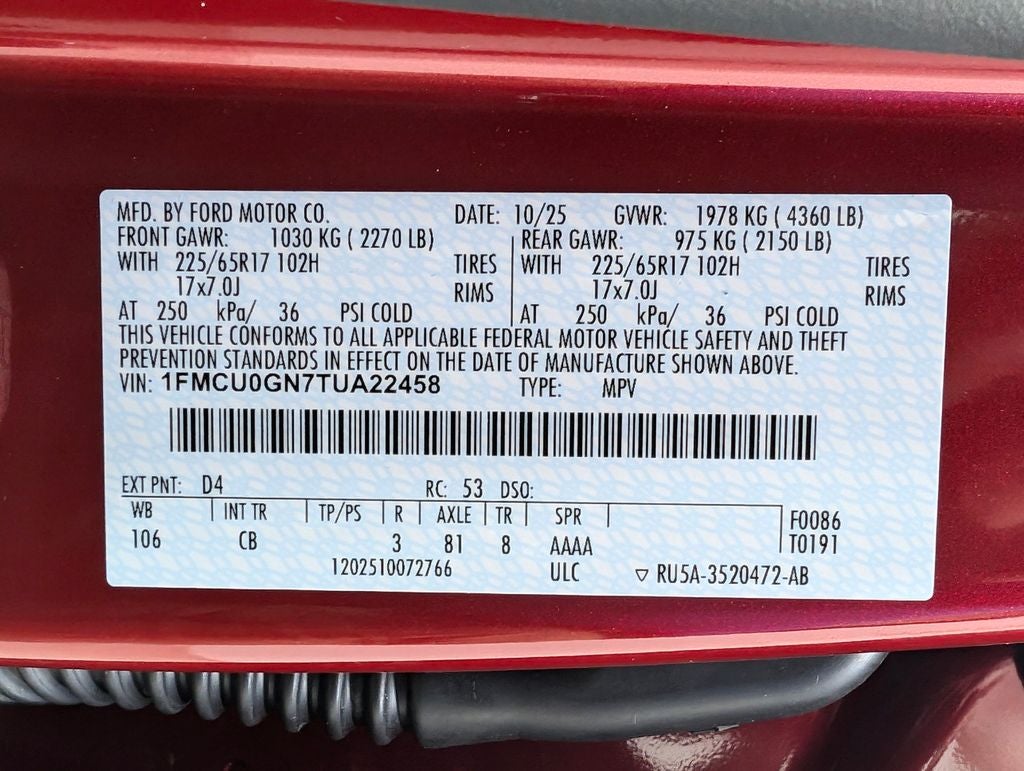 MFD. BY FORD MOTOR CO. DATE: 10/25 GVWR: 1978 KG ( 4360 LB)
FRONT GAWR: 1030 KG ( 2270 LB) REAR GAWR: 975 KG ( 2150 LB)
WITH 225/65R17 102H TIRES WITH 225/65R17 102H TIRES
17x7.0J RIMS 17x7.0J RIMS
AT 250 kPa/ 36 PSI COLD AT 250 kPa/ 36 PSI COLD
THIS VEHICLE CONFORMS TO ALL APPLICABLE FEDERAL MOTOR VEHICLE SAFETY AND THEFT
PREVENTION STANDARDS IN EFFECT ON THE DATE OF MANUFACTURE SHOWN ABOVE.
VIN: 1FMCU0GN7TUA22458 TYPE: MPV
EXT PNT: D4 RC: 53 DSO:
WB INT TR TP/PS R AXLE TR SPR F0086
106 CB 3 81 8 AAAA T0191
1202510072766 ULC ▽ RU5A-3520472-AB